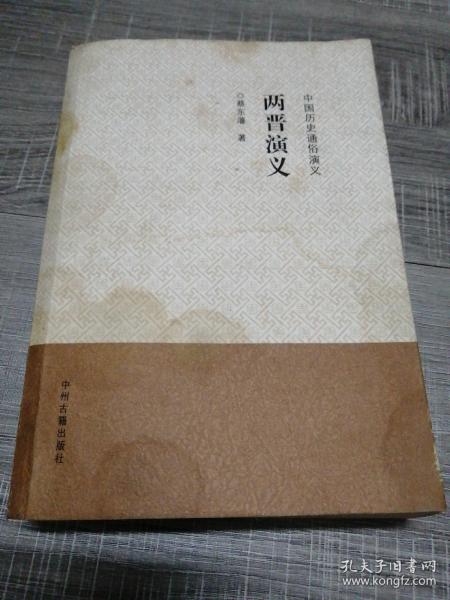 中国历史通俗演义
两晋演义
◎蔡东藩 著
中州古籍出版社
孔夫子旧书网
www.kongfz.com